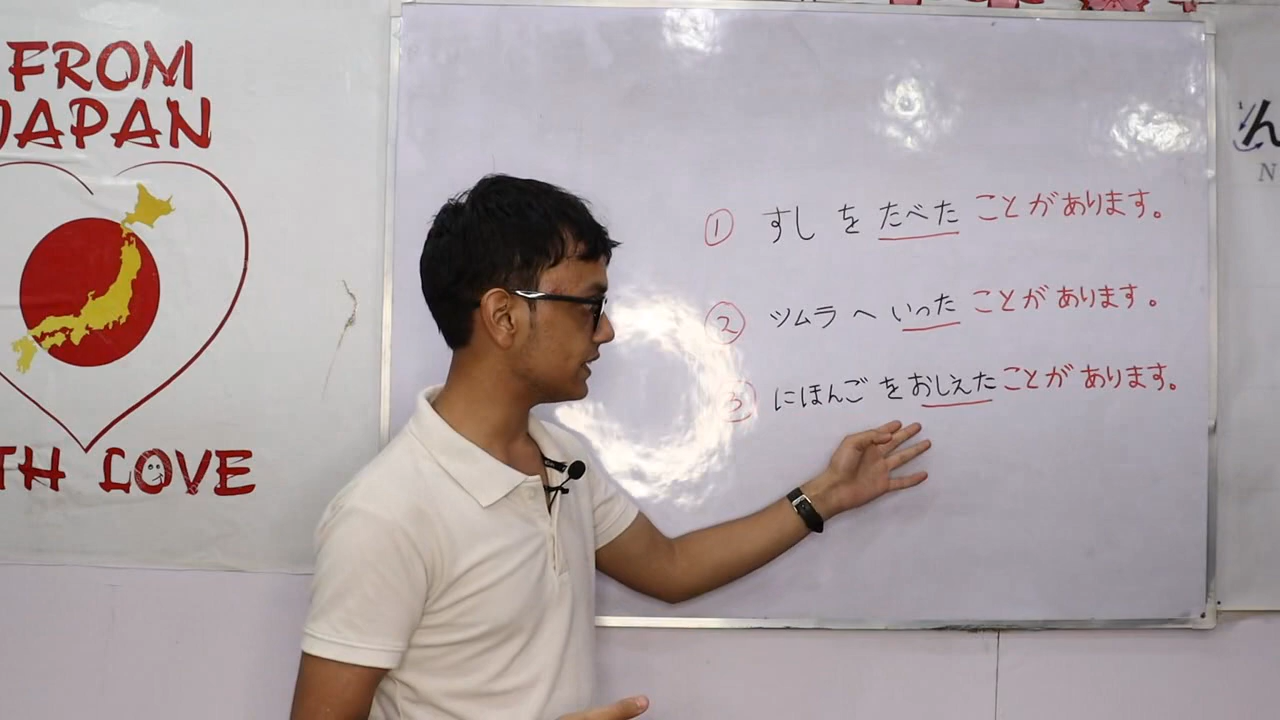 FROM
JAPAN
TH LOVE
① すし を たべた ことがあります。
② ツムラ へ いった ことが あります。
③ にほんご を おしえた ことが あります。
ん
N